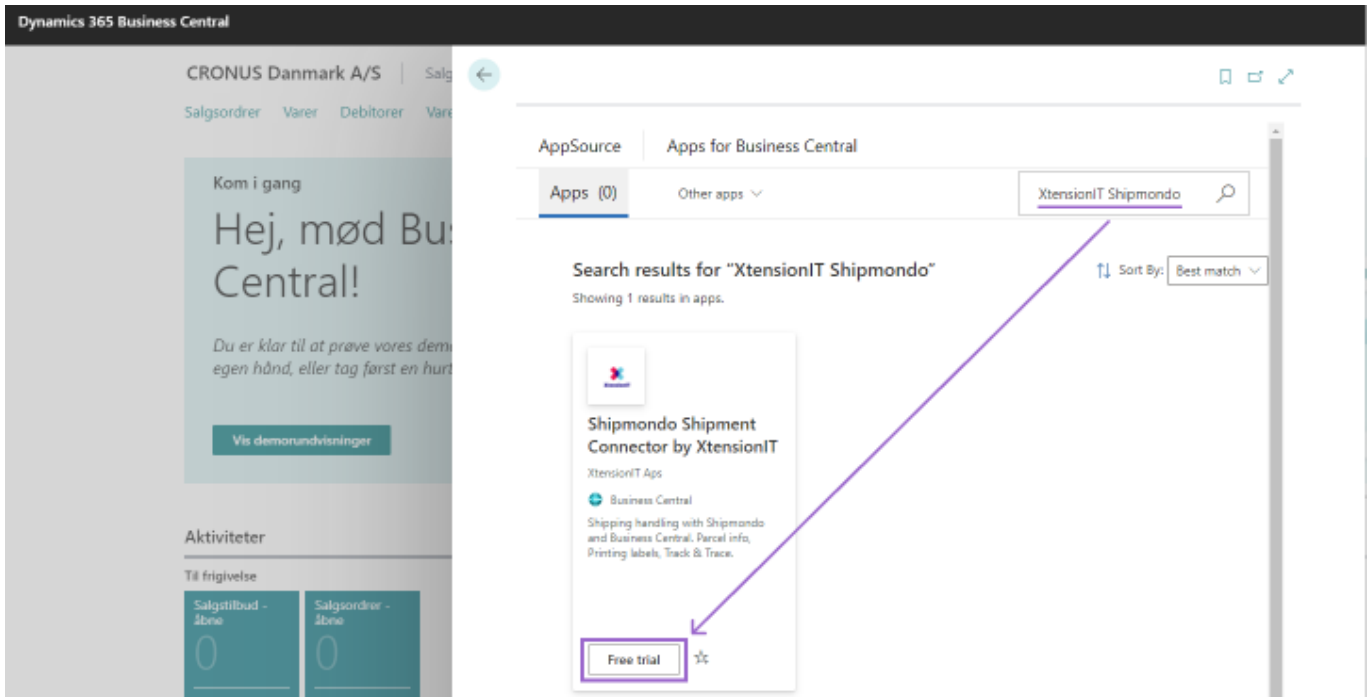 Dynamics 365 Business Central
CRONUS Danmark A/S
Salg
Salgsordrer Varer Debitorer Vare
AppSource Apps for Business Central
Apps (0) Other apps
XtensionIT Shipmondo
Kom i gang
Hej, mød Bus
Central!
Du er klar til at prøve vores demo
egen hånd, eller tag først en hurt
Vis demorundvisninger
Search results for “XtensionIT Shipmondo”
Sort By: Best match
Showing 1 results in apps.
XtensionIT
Shipmondo Shipment
Connector by XtensionIT
XtensionIT Aps
Business Central
Shipping handling with Shipmondo
and Business Central. Parcel info,
Printing labels, Track & Trace.
Free trial
Aktiviteter
Til frigivelse
Salgstilbud -
åbne
0
Salgsordrer -
åbne
0